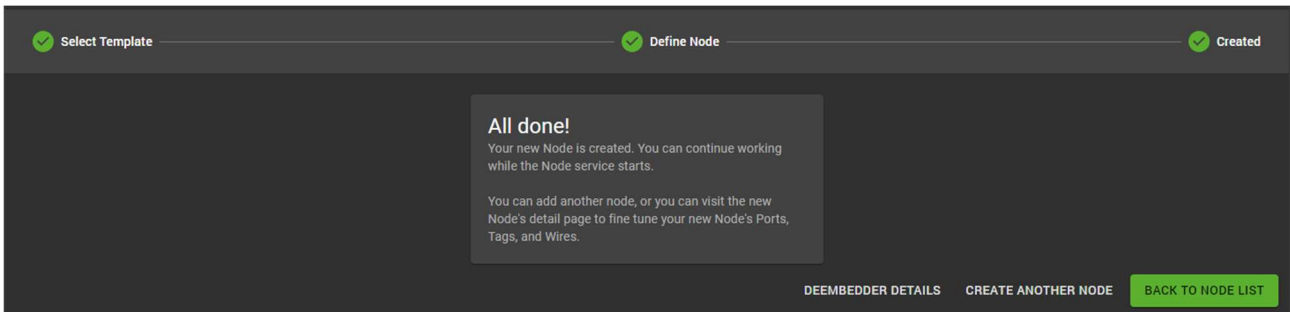 Select Template
Define Node
Created
All done!
Your new Node is created. You can continue working
while the Node service starts.
You can add another node, or you can visit the new
Node's detail page to fine tune your new Node's Ports,
Tags, and Wires.
DEEMBEDDER DETAILS
CREATE ANOTHER NODE
BACK TO NODE LIST